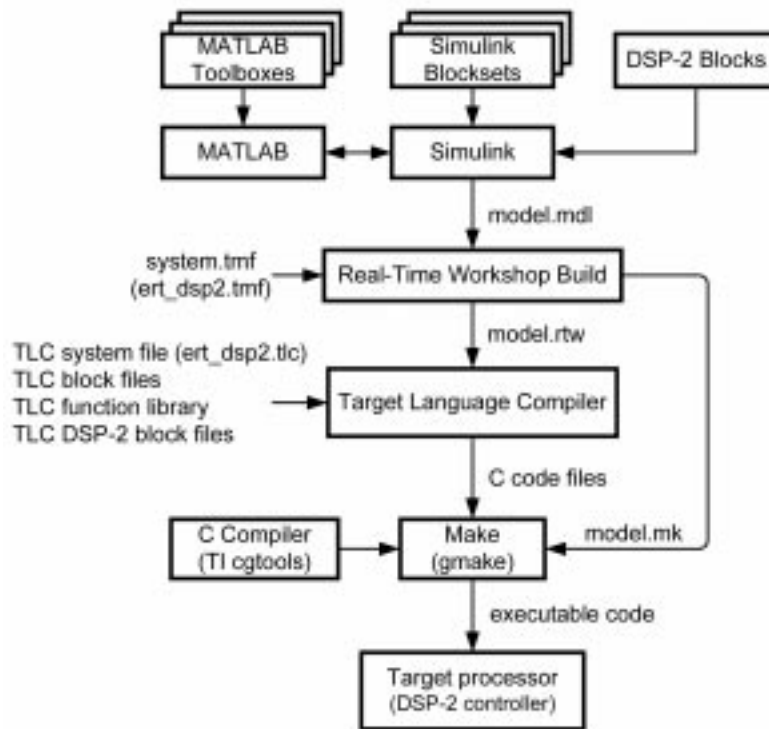 MATLAB
Toolboxes
Simulink
Blocksets
DSP-2 Blocks
MATLAB
Simulink
model.mdl
system.tmf
(ert_dsp2.tmf)
Real-Time Workshop Build
model.rtw
TLC system file (ert_dsp2.tlc)
TLC block files
TLC function library
TLC DSP-2 block files
Target Language Compiler
C code files
C Compiler
(TI cgtools)
Make
(gmake)
model.mk
executable code
Target processor
(DSP-2 controller)